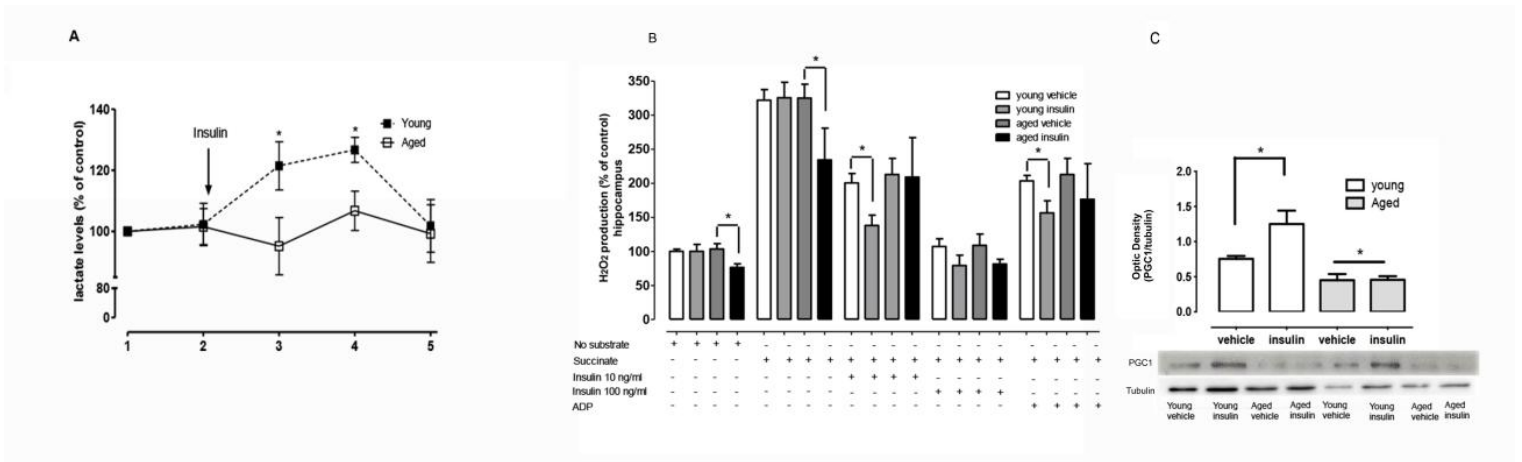 A
lactate levels (% of control)
140
120
100
80
0
Insulin
*
*
Young
Aged
1 2 3 4 5
B
H2O2 production (% of control)
hippocampus
350
300
250
200
150
100
50
0
*
*
*
*
young vehicle
young insulin
aged vehicle
aged insulin
No substrate + + + + - - - - - - - - - - - - - - - -
Succinate - - - - + + + + + + + + + + + + + + + +
Insulin 10 ng/ml - - - - - - - - + + + + - - - - - - - -
Insulin 100 ng/ml - - - - - - - - - - - - + + + + - - - -
ADP - - - - - - - - - - - - - - - - + + + +
C
Optic Density
(PGC1/tubulin)
2.0
1.5
1.0
0.5
0.0
*
*
young
Aged
vehicle insulin vehicle insulin
PGC1
Tubulin
Young Young Aged Aged Young Young Aged Aged
vehicle insulin vehicle insulin vehicle insulin vehicle insulin